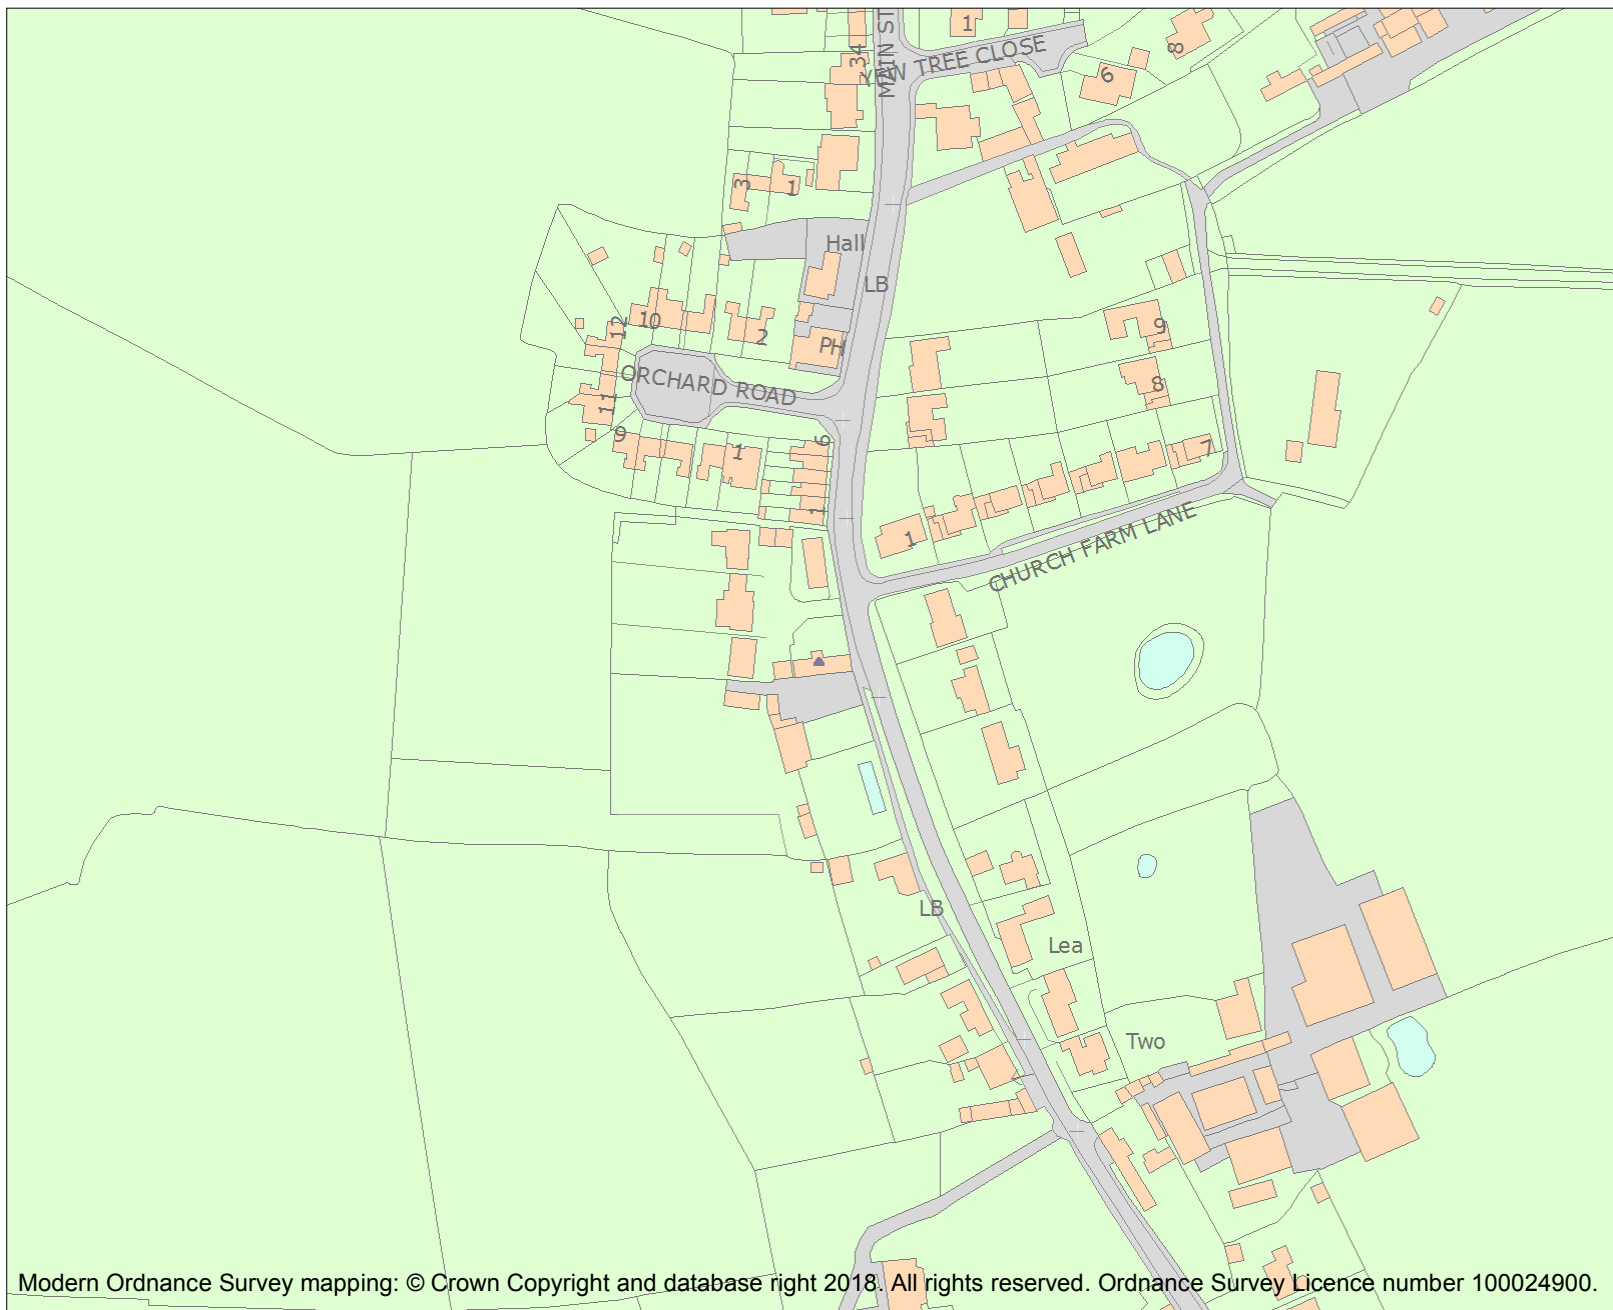 1
34
MAIN ST
YEW TREE CLOSE
8
6
3
1
Hall
LB
12
10
2
PH
9
8
ORCHARD ROAD
11
9
1
6
1
7
1
CHURCH FARM LANE
LB
Lea
Two
1
Modern Ordnance Survey mapping: © Crown Copyright and database right 2018. All rights reserved. Ordnance Survey Licence number 100024900.